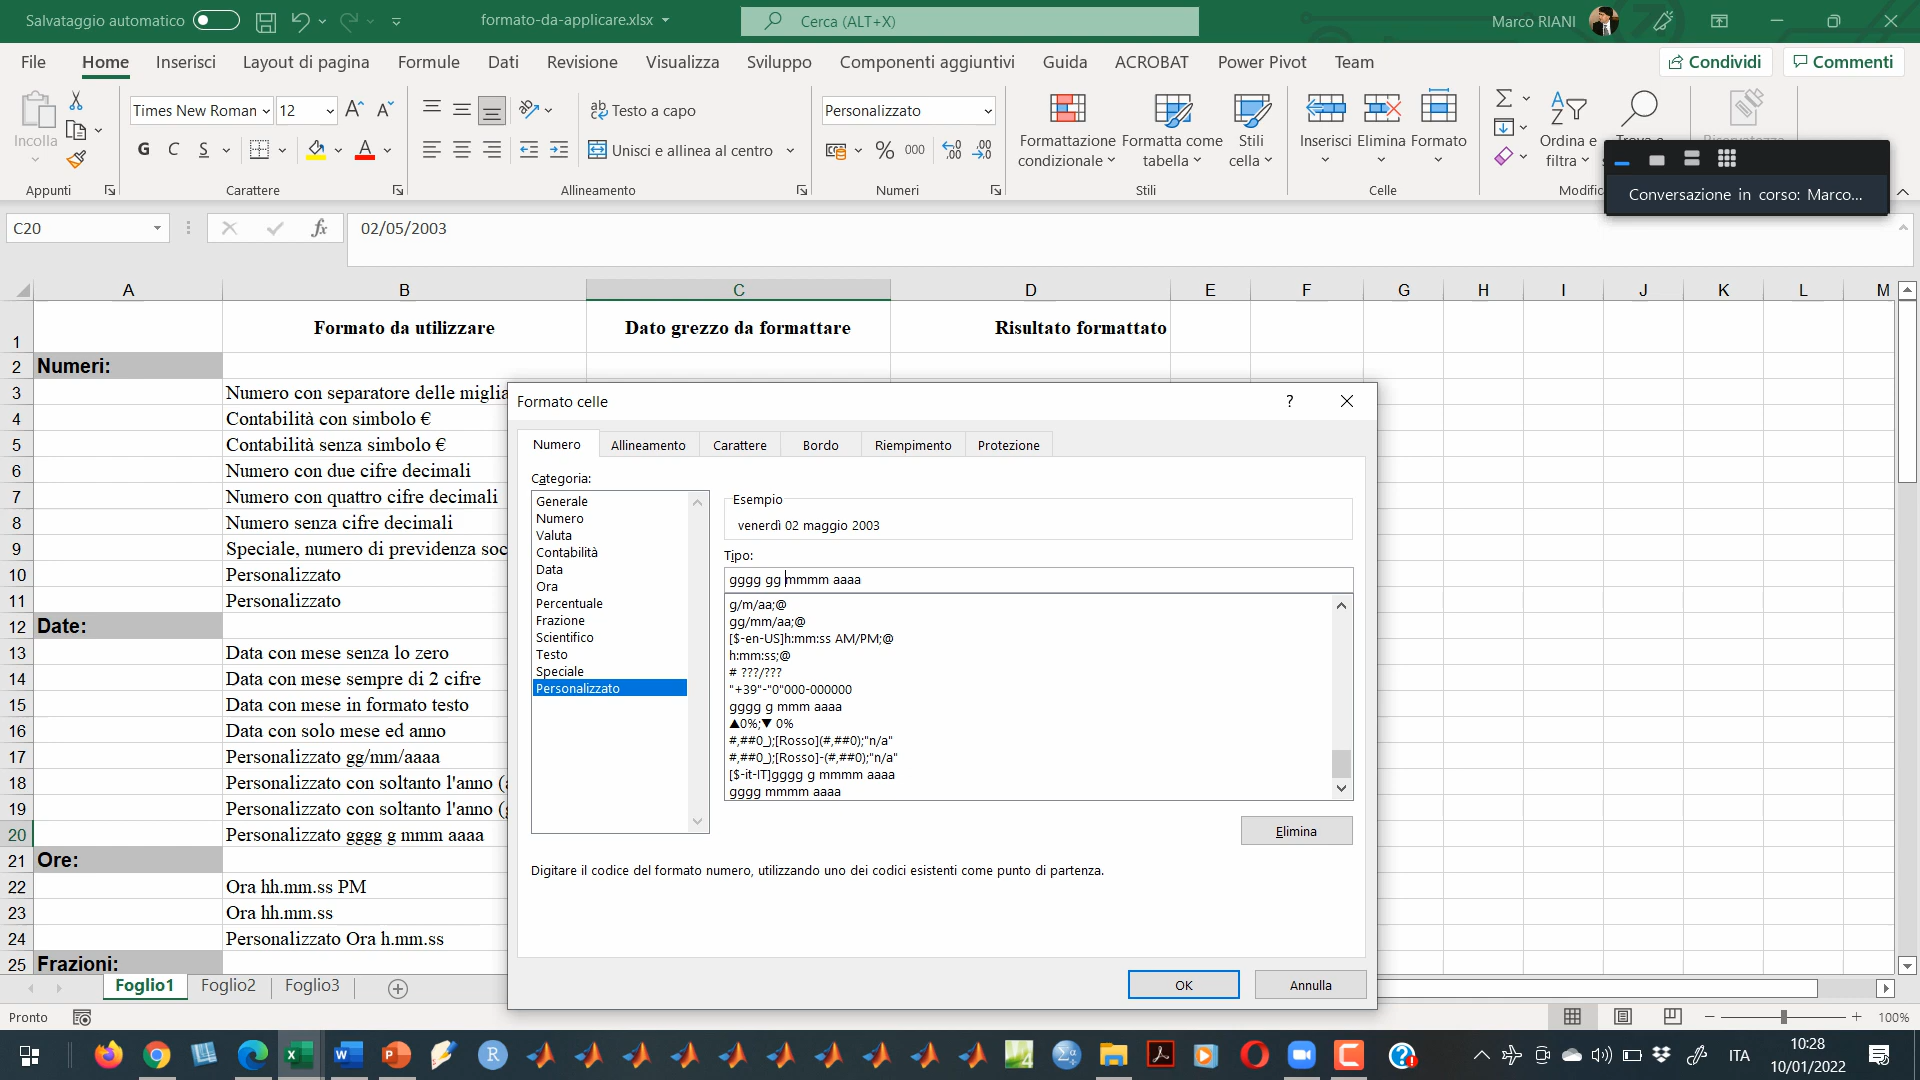 Salvataggio automatico
formato-da-applicare.xlsx
Cerca (ALT+X)
Marco RIANI
File Home Inserisci Layout di pagina Formule Dati Revisione Visualizza Sviluppo Componenti aggiuntivi Guida ACROBAT Power Pivot Team Condividi Commenti
Incolla
Times New Roman 12
G C S
Testo a capo
Unisci e allinea al centro
Personalizzato
% 000
Formattazione condizionale
Formatta come tabella
Stili cella
Inserisci Elimina Formato
Ordina e filtra
Appunti Carattere Allineamento Numeri Stili Celle
Conversazione in corso: Marco...
C20 fx 02/05/2003
A B C D E F G H I J K L M
1 Formato da utilizzare Dato grezzo da formattare Risultato formattato
2 Numeri:
3 Numero con separatore delle miglia
4 Contabilità con simbolo €
5 Contabilità senza simbolo €
6 Numero con due cifre decimali
7 Numero con quattro cifre decimali
8 Numero senza cifre decimali
9 Speciale, numero di previdenza soc
10 Personalizzato
11 Personalizzato
12 Date:
13 Data con mese senza lo zero
14 Data con mese sempre di 2 cifre
15 Data con mese in formato testo
16 Data con solo mese ed anno
17 Personalizzato gg/mm/aaaa
18 Personalizzato con soltanto l'anno (
19 Personalizzato con soltanto l'anno (
20 Personalizzato gggg g mmm aaaa
21 Ore:
22 Ora hh.mm.ss PM
23 Ora hh.mm.ss
24 Personalizzato Ora h.mm.ss
25 Frazioni:
Formato celle ?
Numero Allineamento Carattere Bordo Riempimento Protezione
Categoria:
Generale
Numero
Valuta
Contabilità
Data
Ora
Percentuale
Frazione
Scientifico
Testo
Speciale
Personalizzato
Esempio
venerdì 02 maggio 2003
Tipo:
gggg gg mmmm aaaa
g/m/aa;@
gg/mm/aa;@
[$-en-US]h:mm:ss AM/PM;@
h:mm:ss;@
# ???/???
"+39"-"0"000-000000
gggg g mmm aaaa
▲0%;▼ 0%
#,##0_);[Rosso](#,##0);"n/a"
#,##0_);[Rosso]-(#,##0);"n/a"
[$-it-IT]gggg g mmmm aaaa
gggg mmmm aaaa
Elimina
Digitare il codice del formato numero, utilizzando uno dei codici esistenti come punto di partenza.
OK Annulla
Foglio1 Foglio2 Foglio3
Pronto
100%
ITA
10:28
10/01/2022